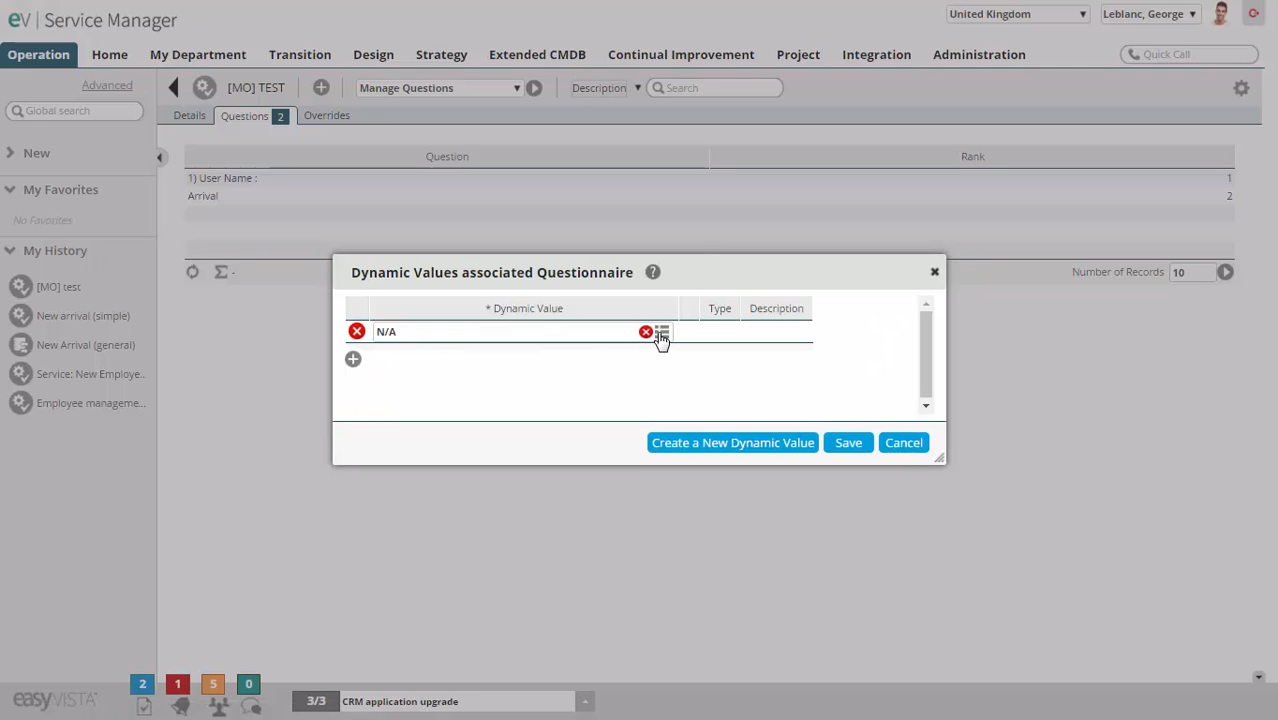 ev | Service Manager
United Kingdom
Leblanc, George
Operation Home My Department Transition Design Strategy Extended CMDB Continual Improvement Project Integration Administration Quick Call
Advanced
[MO] TEST Manage Questions Description Search
Global search
Details Questions 2 Overrides
New
Question Rank
1) User Name : 1
Arrival 2
My Favorites
No Favorites
My History
Σ - Number of Records 10
[MO] test
New arrival (simple)
New Arrival (general)
Service: New Employe..
Employee manageme...
Dynamic Values associated Questionnaire ?
* Dynamic Value Type Description
N/A
Create a New Dynamic Value Save Cancel
2 1 5 0
easyVISTA™ 3/3 CRM application upgrade